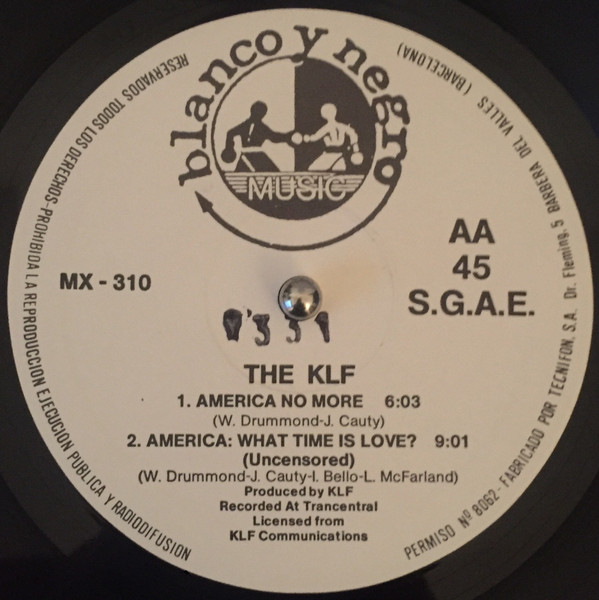 blanco y negro
MUSIC
AA
45
S.G.A.E.
MX - 310
THE KLF
1. AMERICA NO MORE 6:03
(W. Drummond-J. Cauty)
2. AMERICA: WHAT TIME IS LOVE? 9:01
(Uncensored)
(W. Drummond-J. Cauty-I. Bello-L. McFarland)
Produced by KLF
Recorded At Trancentral
Licensed from
KLF Communications
RESERVADOS TODOS LOS DERECHOS-PROHIBIDA LA REPRODUCCION EJECUCION PUBLICA Y RADIODIFUSION
PERMISO Nº 8062-FABRICADO POR TECNIFON, S.A. Dr. Fleming, 5 BARBERA DEL VALLES (BARCELONA)